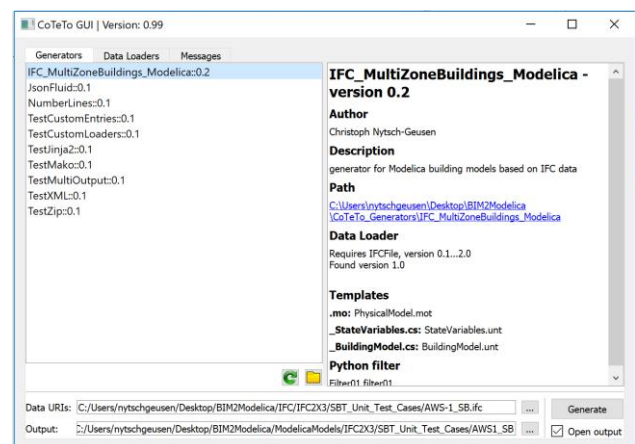 CoTeTo GUI | Version: 0.99
Generators Data Loaders Messages
IFC_MultiZoneBuildings_Modelica::0.2
JsonFluid::0.1
NumberLines::0.1
TestCustomEntries::0.1
TestCustomLoaders::0.1
TestJinja2::0.1
TestMako::0.1
TestMultiOutput::0.1
TestXML::0.1
TestZip::0.1
IFC_MultiZoneBuildings_Modelica -
version 0.2
Author
Christoph Nytsch-Geusen
Description
generator for Modelica building models based on IFC data
Path
C:\Users\nytschgeusen\Desktop\BIM2Modelica
\CoTeTo_Generators\IFC_MultiZoneBuildings_Modelica
Data Loader
Requires IFCFile, version 0.1...2.0
Found version 1.0
Templates
.mo: PhysicalModel.mot
_StateVariables.cs: StateVariables.unt
_BuildingModel.cs: BuildingModel.unt
Python filter
Filter01 filter01
Data URIs: C:/Users/nytschgeusen/Desktop/BIM2Modelica/IFC/IFC2X3/SBT_Unit_Test_Cases/AWS-1_SB.ifc ... Generate
Output: C:/Users/nytschgeusen/Desktop/BIM2Modelica/ModelicaModels/IFC2X3/SBT_Unit_Test_Cases/AWS1_SB ... Open output